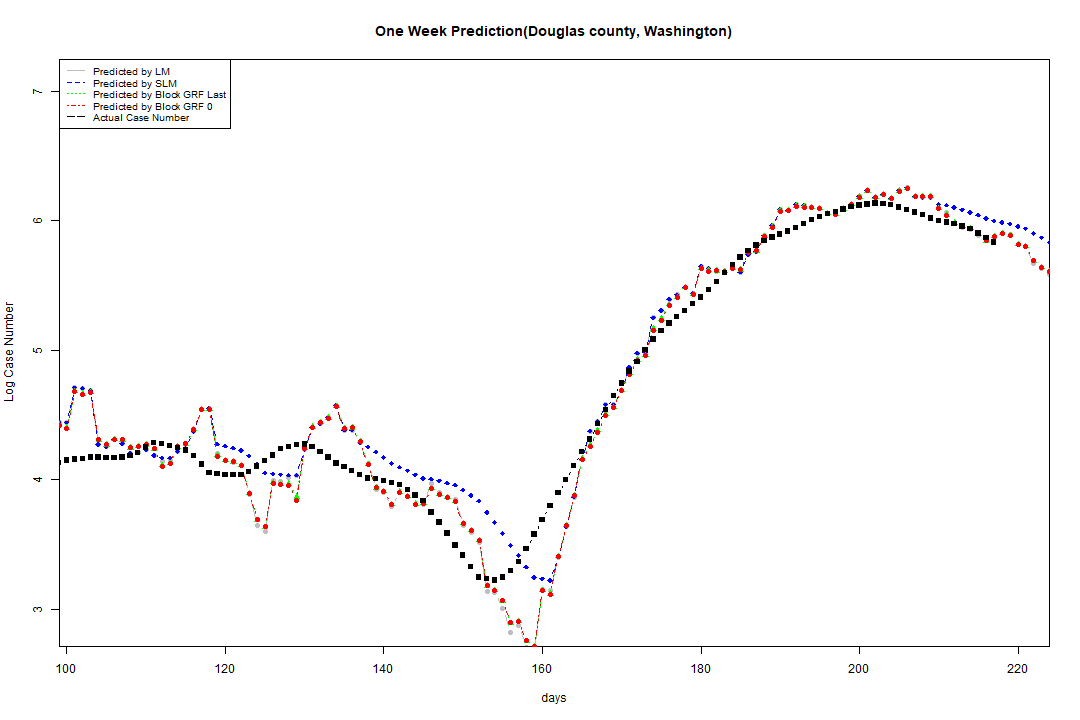 One Week Prediction(Douglas county, Washington)
Predicted by LM
Predicted by SLM
Predicted by Block GRF Last
Predicted by Block GRF 0
Actual Case Number
Log Case Number
7
6
5
4
3
100 120 140 160 180 200 220
days